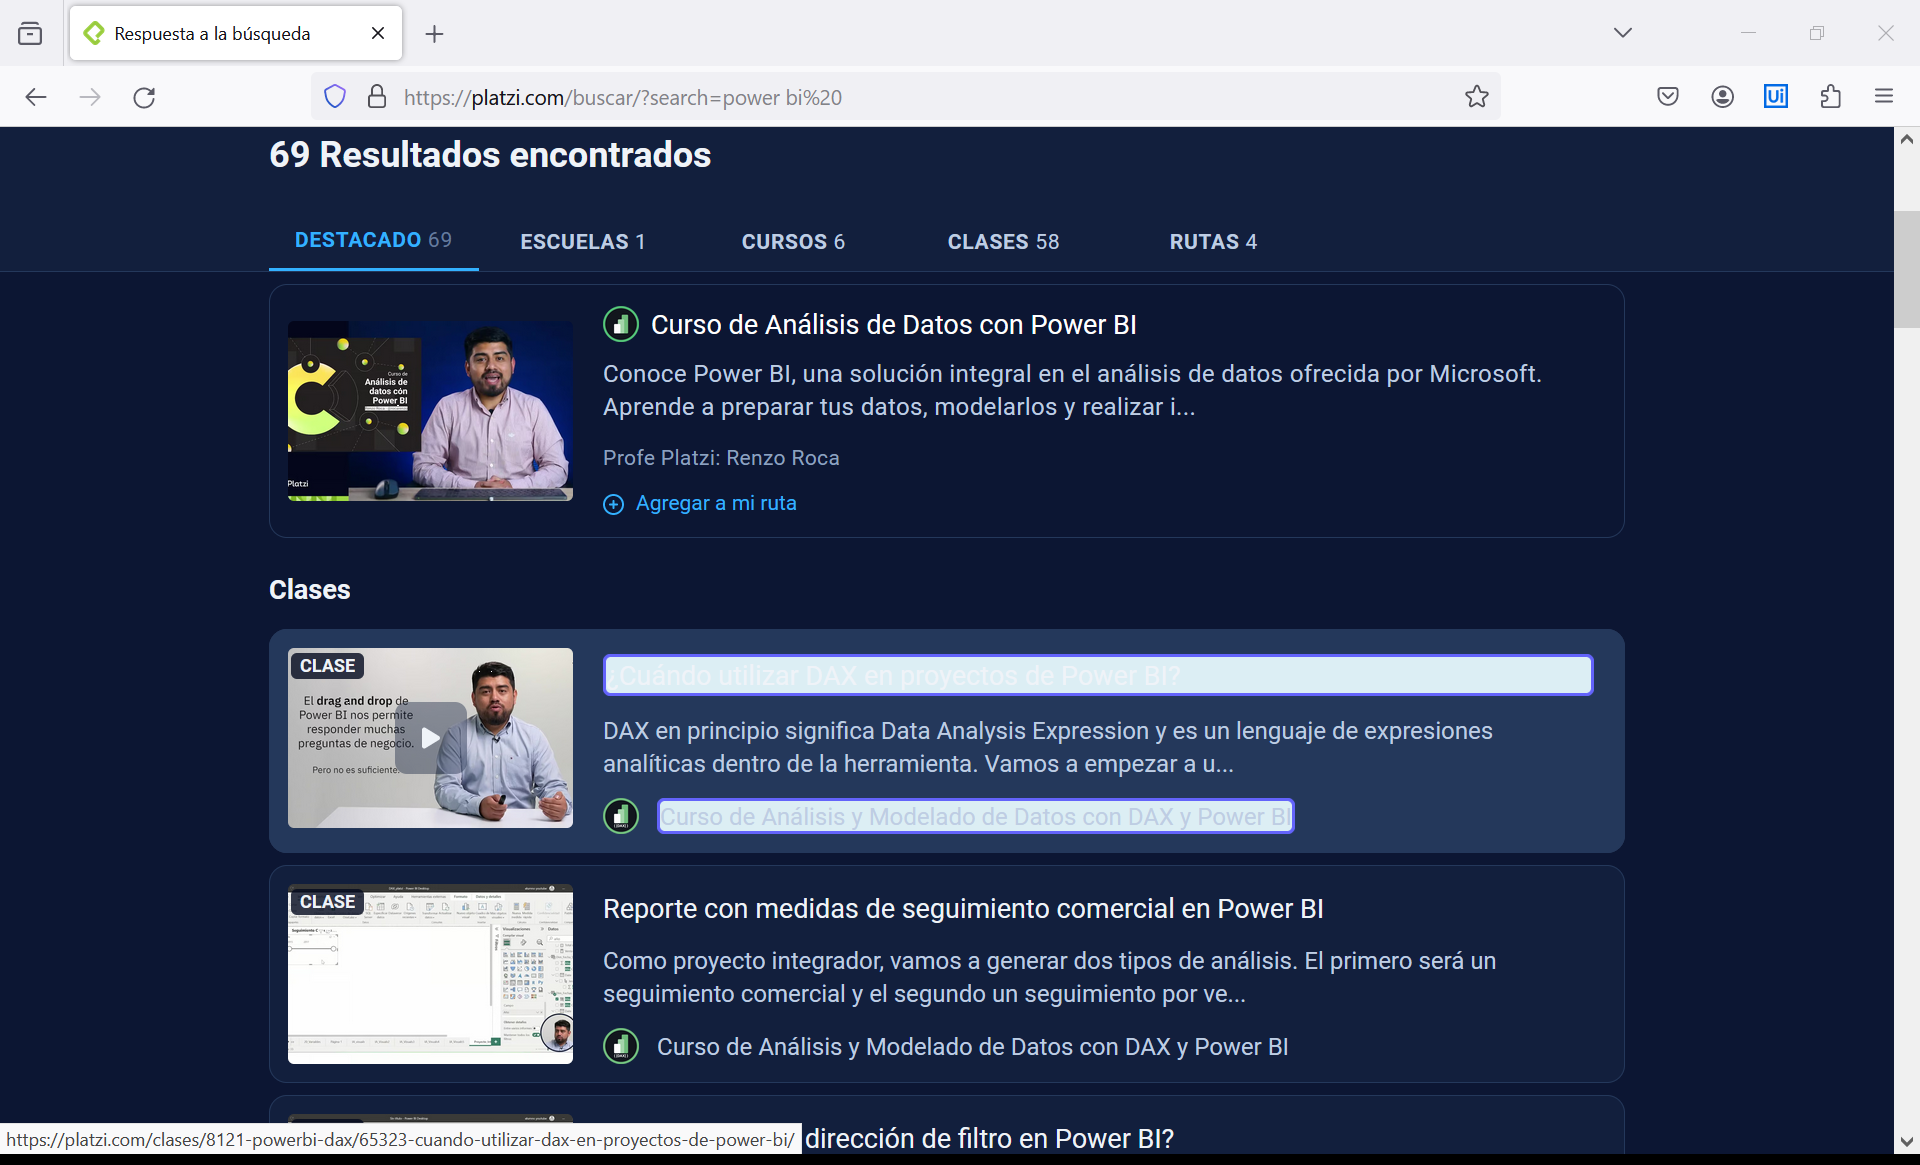 Respuesta a la búsqueda
https://platzi.com/buscar/?search=power bi%20
Ui
69 Resultados encontrados
DESTACADO 69
ESCUELAS 1
CURSOS 6
CLASES 58
RUTAS 4
Curso de
Análisis de
datos con
Power BI
Platzi
Curso de Análisis de Datos con Power BI
Conoce Power BI, una solución integral en el análisis de datos ofrecida por Microsoft.
Aprende a preparar tus datos, modelarlos y realizar i...
Profe Platzi: Renzo Roca
Agregar a mi ruta
Clases
CLASE
El drag and drop de
Power BI nos permite
responder muchas
preguntas de negocio.
Pero no es suficiente.
¿Cuándo utilizar DAX en proyectos de Power BI?
DAX en principio significa Data Analysis Expression y es un lenguaje de expresiones
analíticas dentro de la herramienta. Vamos a empezar a u...
Curso de Análisis y Modelado de Datos con DAX y Power BI
CLASE
Reporte con medidas de seguimiento comercial en Power BI
Como proyecto integrador, vamos a generar dos tipos de análisis. El primero será un
seguimiento comercial y el segundo un seguimiento por ve...
Curso de Análisis y Modelado de Datos con DAX y Power BI
dirección de filtro en Power BI?
https://platzi.com/clases/8121-powerbi-dax/65323-cuando-utilizar-dax-en-proyectos-de-power-bi/